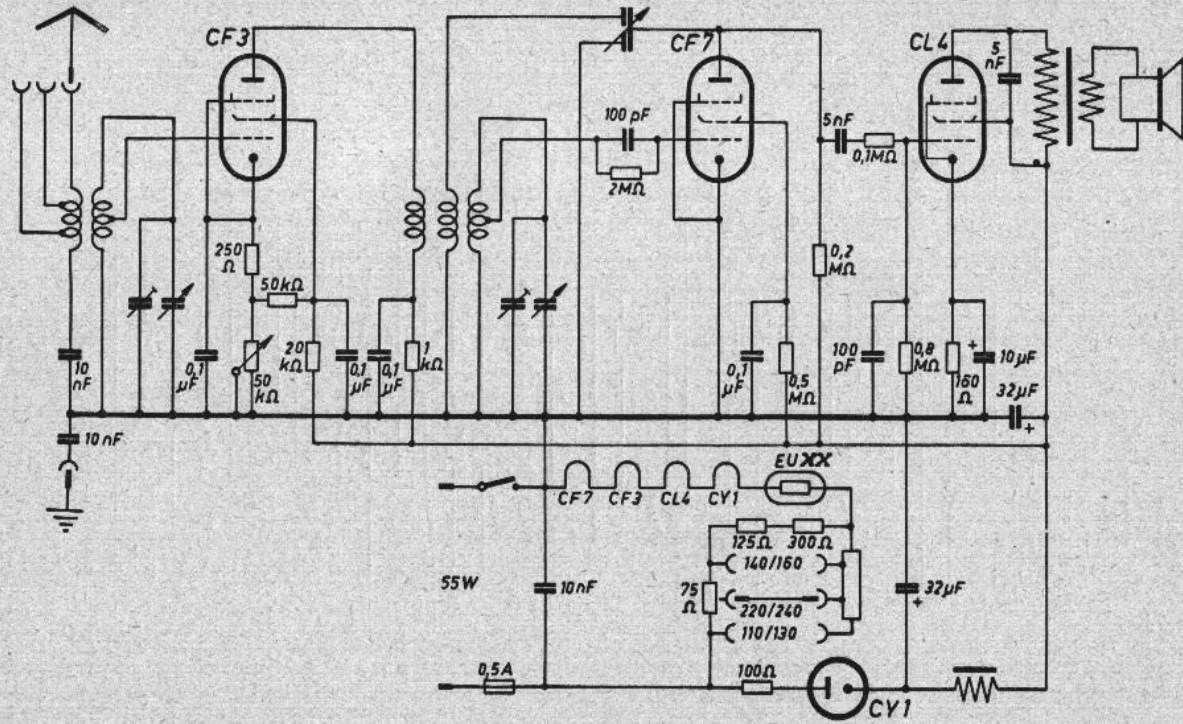 CF3
CF7
CL4
5
nF
100 pF
2MΩ
5nF
0,1MΩ
250
Ω
50kΩ
0,2
MΩ
10
nF
0,1
µF
50
kΩ
20
kΩ
0,1
µF
0,1
µF
1
kΩ
0,1
µF
0,5
MΩ
100
pF
0,8
MΩ
160
Ω
+
10µF
32µF
+
10nF
EUXX
CF7
CF3
CL4
CY1
125Ω
300Ω
140/160
55W
10nF
75
Ω
220/240
110/130
32µF
+
0,5A
100Ω
CY1